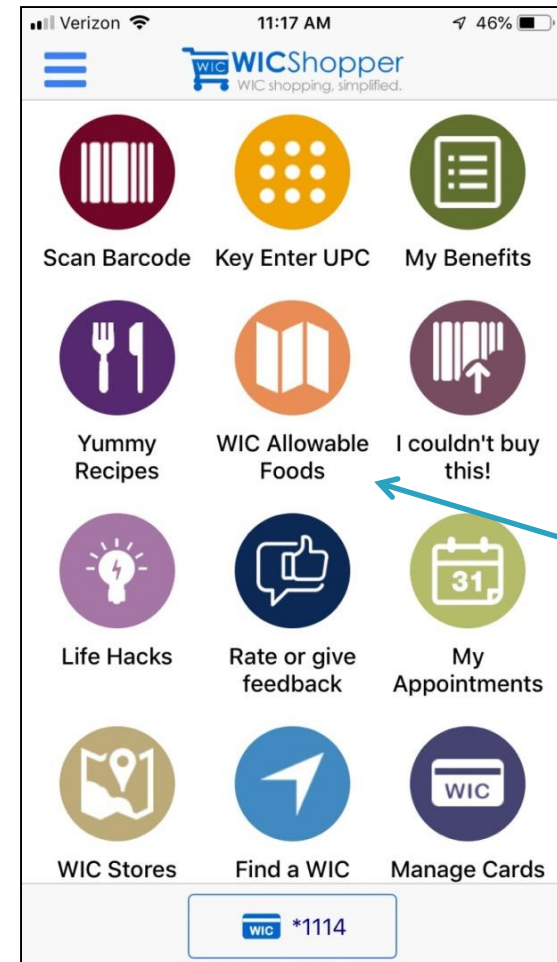 Verizon 11:17 AM 46%
WIC WICShopper
WIC shopping, simplified.
Scan Barcode Key Enter UPC My Benefits
Yummy WIC Allowable I couldn't buy
Recipes Foods this!
31
Life Hacks Rate or give My
feedback Appointments
WIC
WIC Stores Find a WIC Manage Cards
WIC *1114